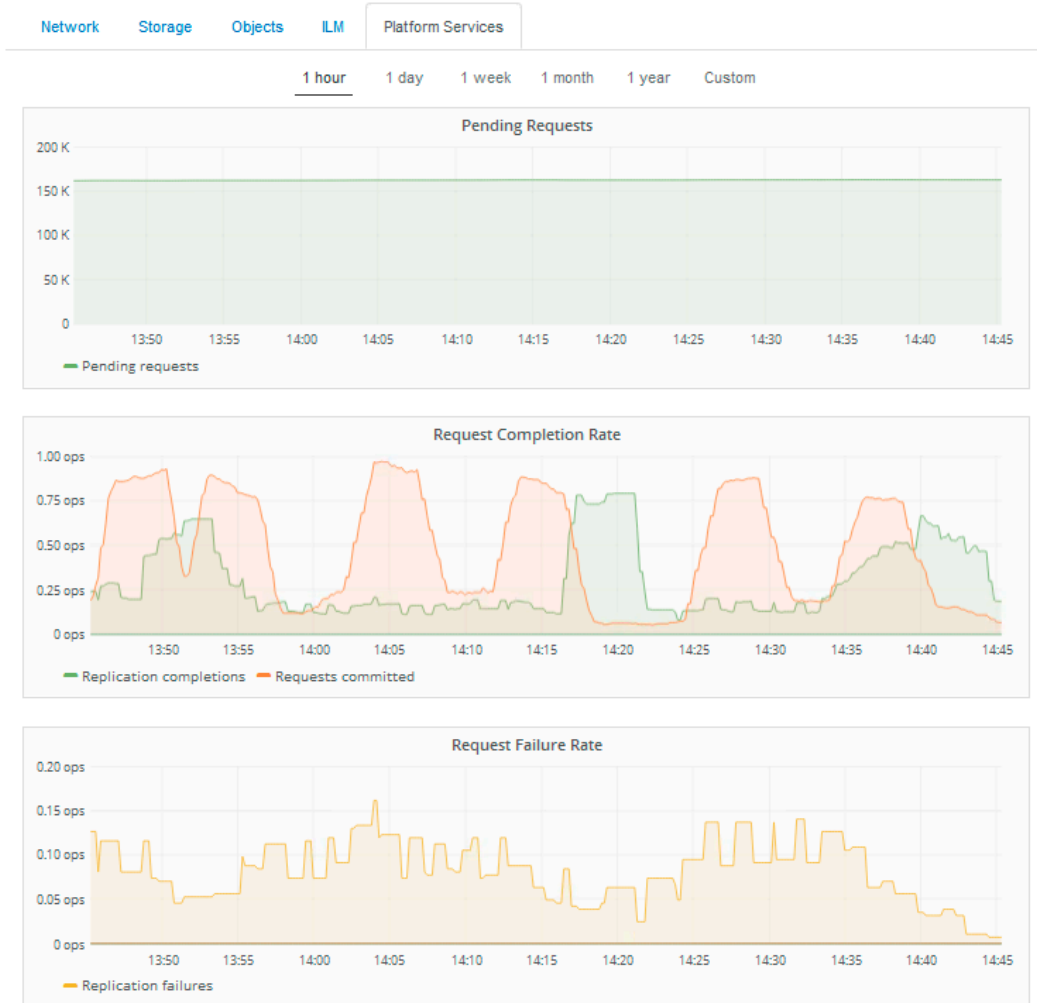 Network Storage Objects ILM Platform Services
1 hour 1 day 1 week 1 month 1 year Custom
Pending Requests
200 K
150 K
100 K
50 K
0
13:50 13:55 14:00 14:05 14:10 14:15 14:20 14:25 14:30 14:35 14:40 14:45
Pending requests
Request Completion Rate
1.00 ops
0.75 ops
0.50 ops
0.25 ops
0 ops
13:50 13:55 14:00 14:05 14:10 14:15 14:20 14:25 14:30 14:35 14:40 14:45
Replication completions Requests committed
Request Failure Rate
0.20 ops
0.15 ops
0.10 ops
0.05 ops
0 ops
13:50 13:55 14:00 14:05 14:10 14:15 14:20 14:25 14:30 14:35 14:40 14:45
Replication failures